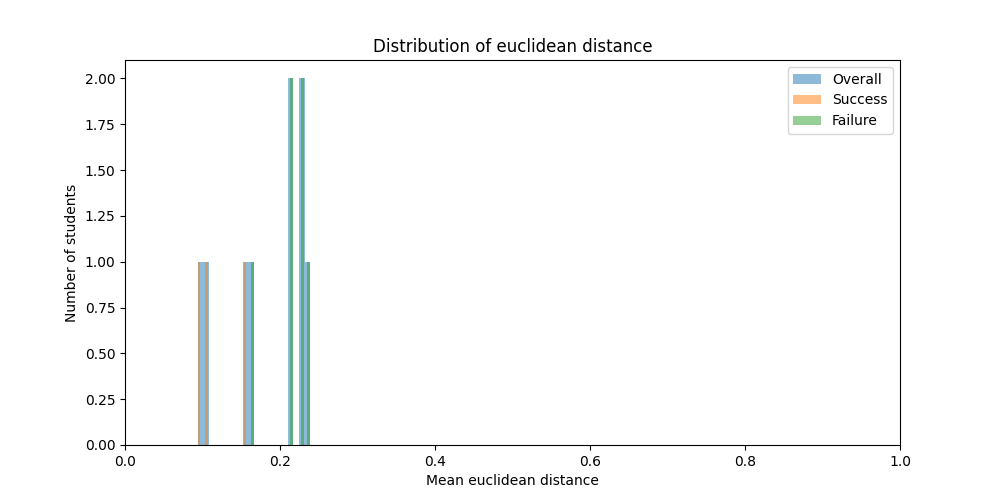 Distribution of euclidean distance
Overall
Success
Failure
Number of students
2.00
1.75
1.50
1.25
1.00
0.75
0.50
0.25
0.00
0.0 0.2 0.4 0.6 0.8 1.0
Mean euclidean distance